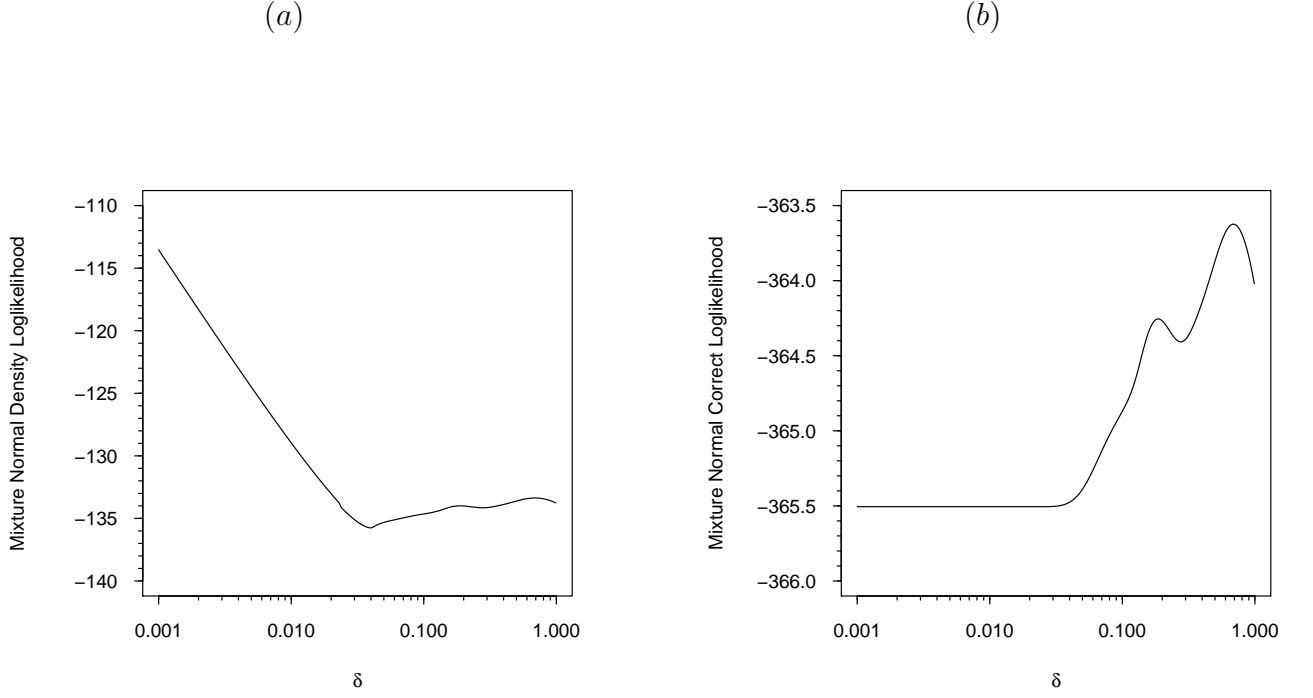 (a)
Mixture Normal Density Loglikelihood
−110
−115
−120
−125
−130
−135
−140
0.001 0.010 0.100 1.000
δ
(b)
Mixture Normal Correct Loglikelihood
−363.5
−364.0
−364.5
−365.0
−365.5
−366.0
0.001 0.010 0.100 1.000
δ